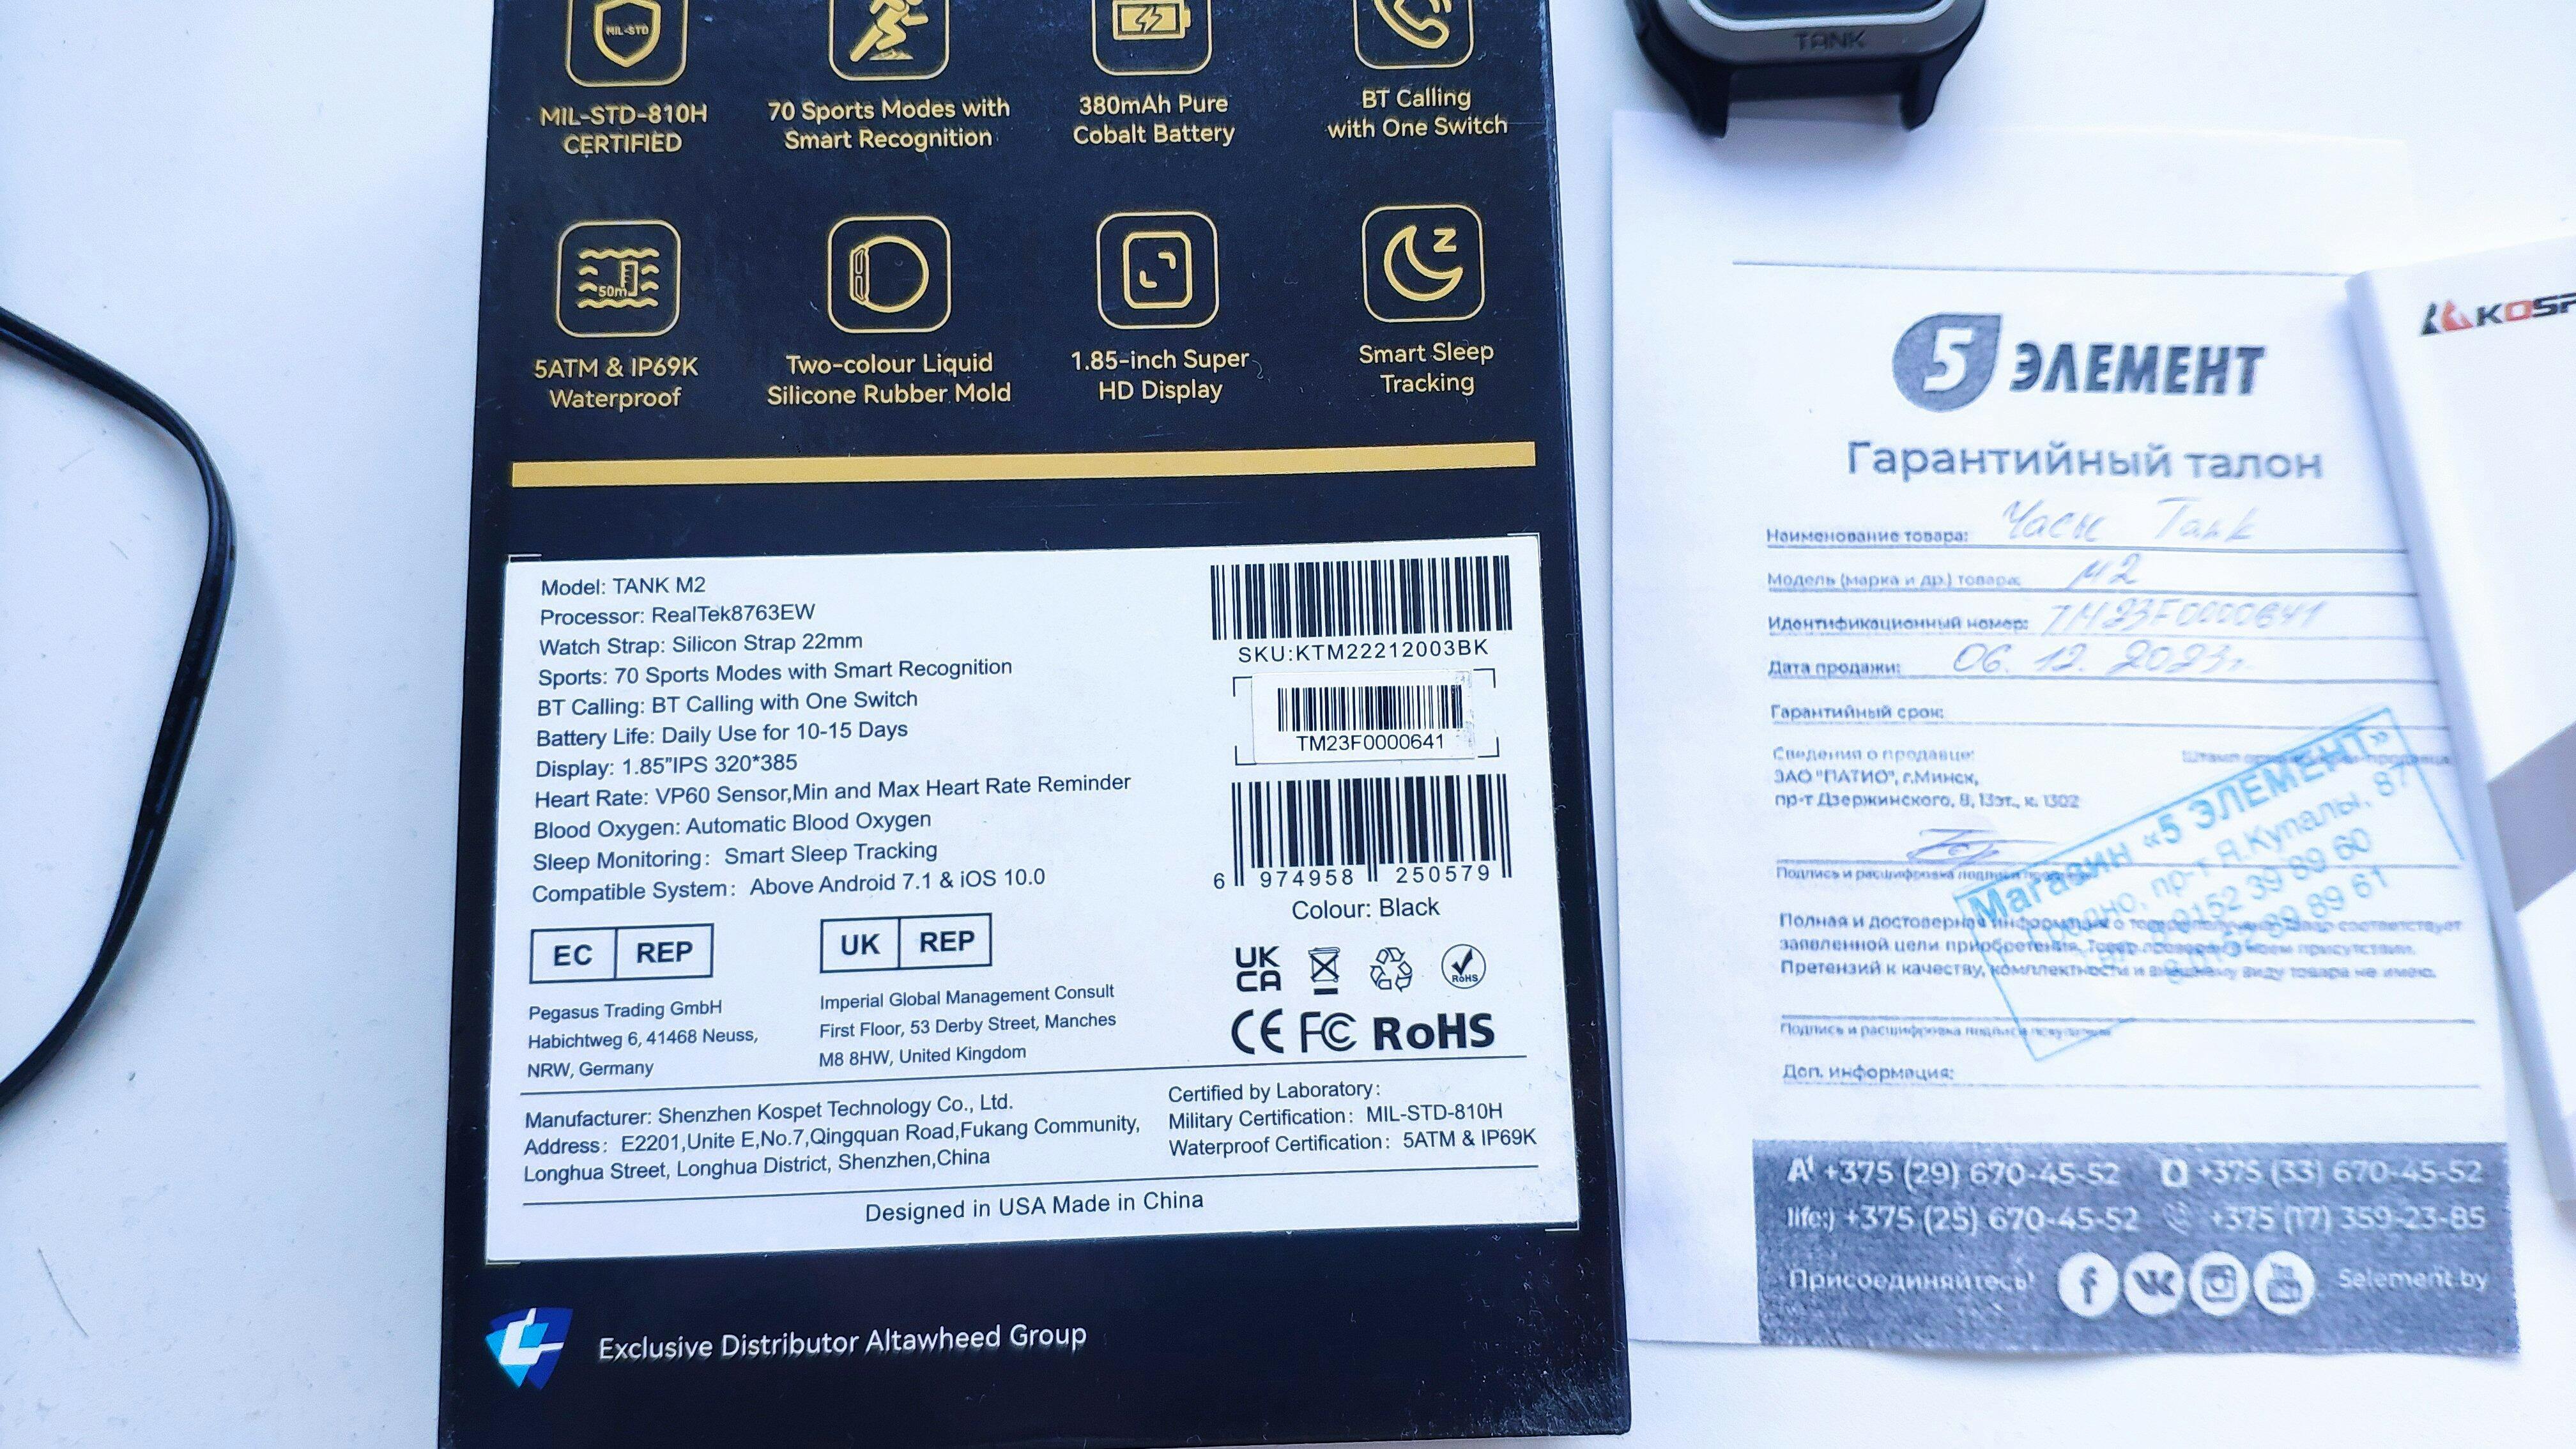 MIL-STD
MIL-STD-810H
CERTIFIED
70 Sports Modes with
Smart Recognition
380mAh Pure
Cobalt Battery
BT Calling
with One Switch
50m
5ATM & IP69K
Waterproof
Two-colour Liquid
Silicone Rubber Mold
1.85-inch Super
HD Display
Z
Smart Sleep
Tracking
Model: TANK M2
Processor: RealTek8763EW
Watch Strap: Silicon Strap 22mm
Sports: 70 Sports Modes with Smart Recognition
BT Calling: BT Calling with One Switch
Battery Life: Daily Use for 10-15 Days
Display: 1.85"IPS 320*385
Heart Rate: VP60 Sensor,Min and Max Heart Rate Reminder
Blood Oxygen: Automatic Blood Oxygen
Sleep Monitoring: Smart Sleep Tracking
Compatible System: Above Android 7.1 & iOS 10.0
SKU:KTM22212003BK
TM23F0000641
6 974958 250579
Colour: Black
EC REP
Pegasus Trading GmbH
Habichtweg 6, 41468 Neuss,
NRW, Germany
UK REP
Imperial Global Management Consult
First Floor, 53 Derby Street, Manches
M8 8HW, United Kingdom
UK
CA
RoHS
CE FC RoHS
Manufacturer: Shenzhen Kospet Technology Co., Ltd.
Address: E2201,Unite E,No.7,Qingquan Road,Fukang Community,
Longhua Street, Longhua District, Shenzhen,China
Certified by Laboratory:
Military Certification: MIL-STD-810H
Waterproof Certification: 5ATM & IP69K
Designed in USA Made in China
Exclusive Distributor Altawheed Group
TANK
5 ЭЛЕМЕНТ
Гарантийный талон
Наименование товара: Часы Tank
Модель (марка и др.) товара: M2
Идентификационный номер: TM23F0000641
Дата продажи: 06.12.2023г.
Гарантийный срок:
Сведения о продавце:
ЗАО "ПАТИО", г.Минск,
пр-т Дзержинского, 8, 13эт., к. 1302
Магазин «5 ЭЛЕМЕНТ»
пр-т Я.Купалы, 87
39 89 60
89 61
Подпись и расшифровка подписи
Полная и достоверная информация о товаре соответствует
заявленной цели приобретения. Товар проверен в моем присутствии.
Претензий к качеству, комплектности и внешнему виду товара не имею.
Подпись и расшифровка подписи покупателя
Доп. информация:
A1 +375 (29) 670-45-52 +375 (33) 670-45-52
life:) +375 (25) 670-45-52 +375 (17) 359-23-85
Присоединяйтесь! 5element.by
KOSP